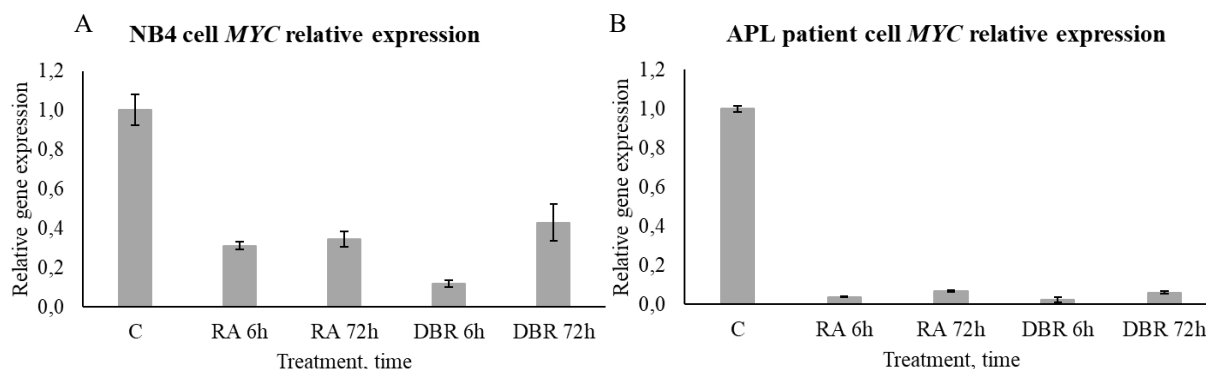 A
NB4 cell MYC relative expression
Relative gene expression
1,2
1,0
0,8
0,6
0,4
0,2
0,0
C
RA 6h
RA 72h
DBR 6h
DBR 72h
Treatment, time
B
APL patient cell MYC relative expression
Relative gene expression
1,2
1,0
0,8
0,6
0,4
0,2
0,0
C
RA 6h
RA 72h
DBR 6h
DBR 72h
Treatment, time